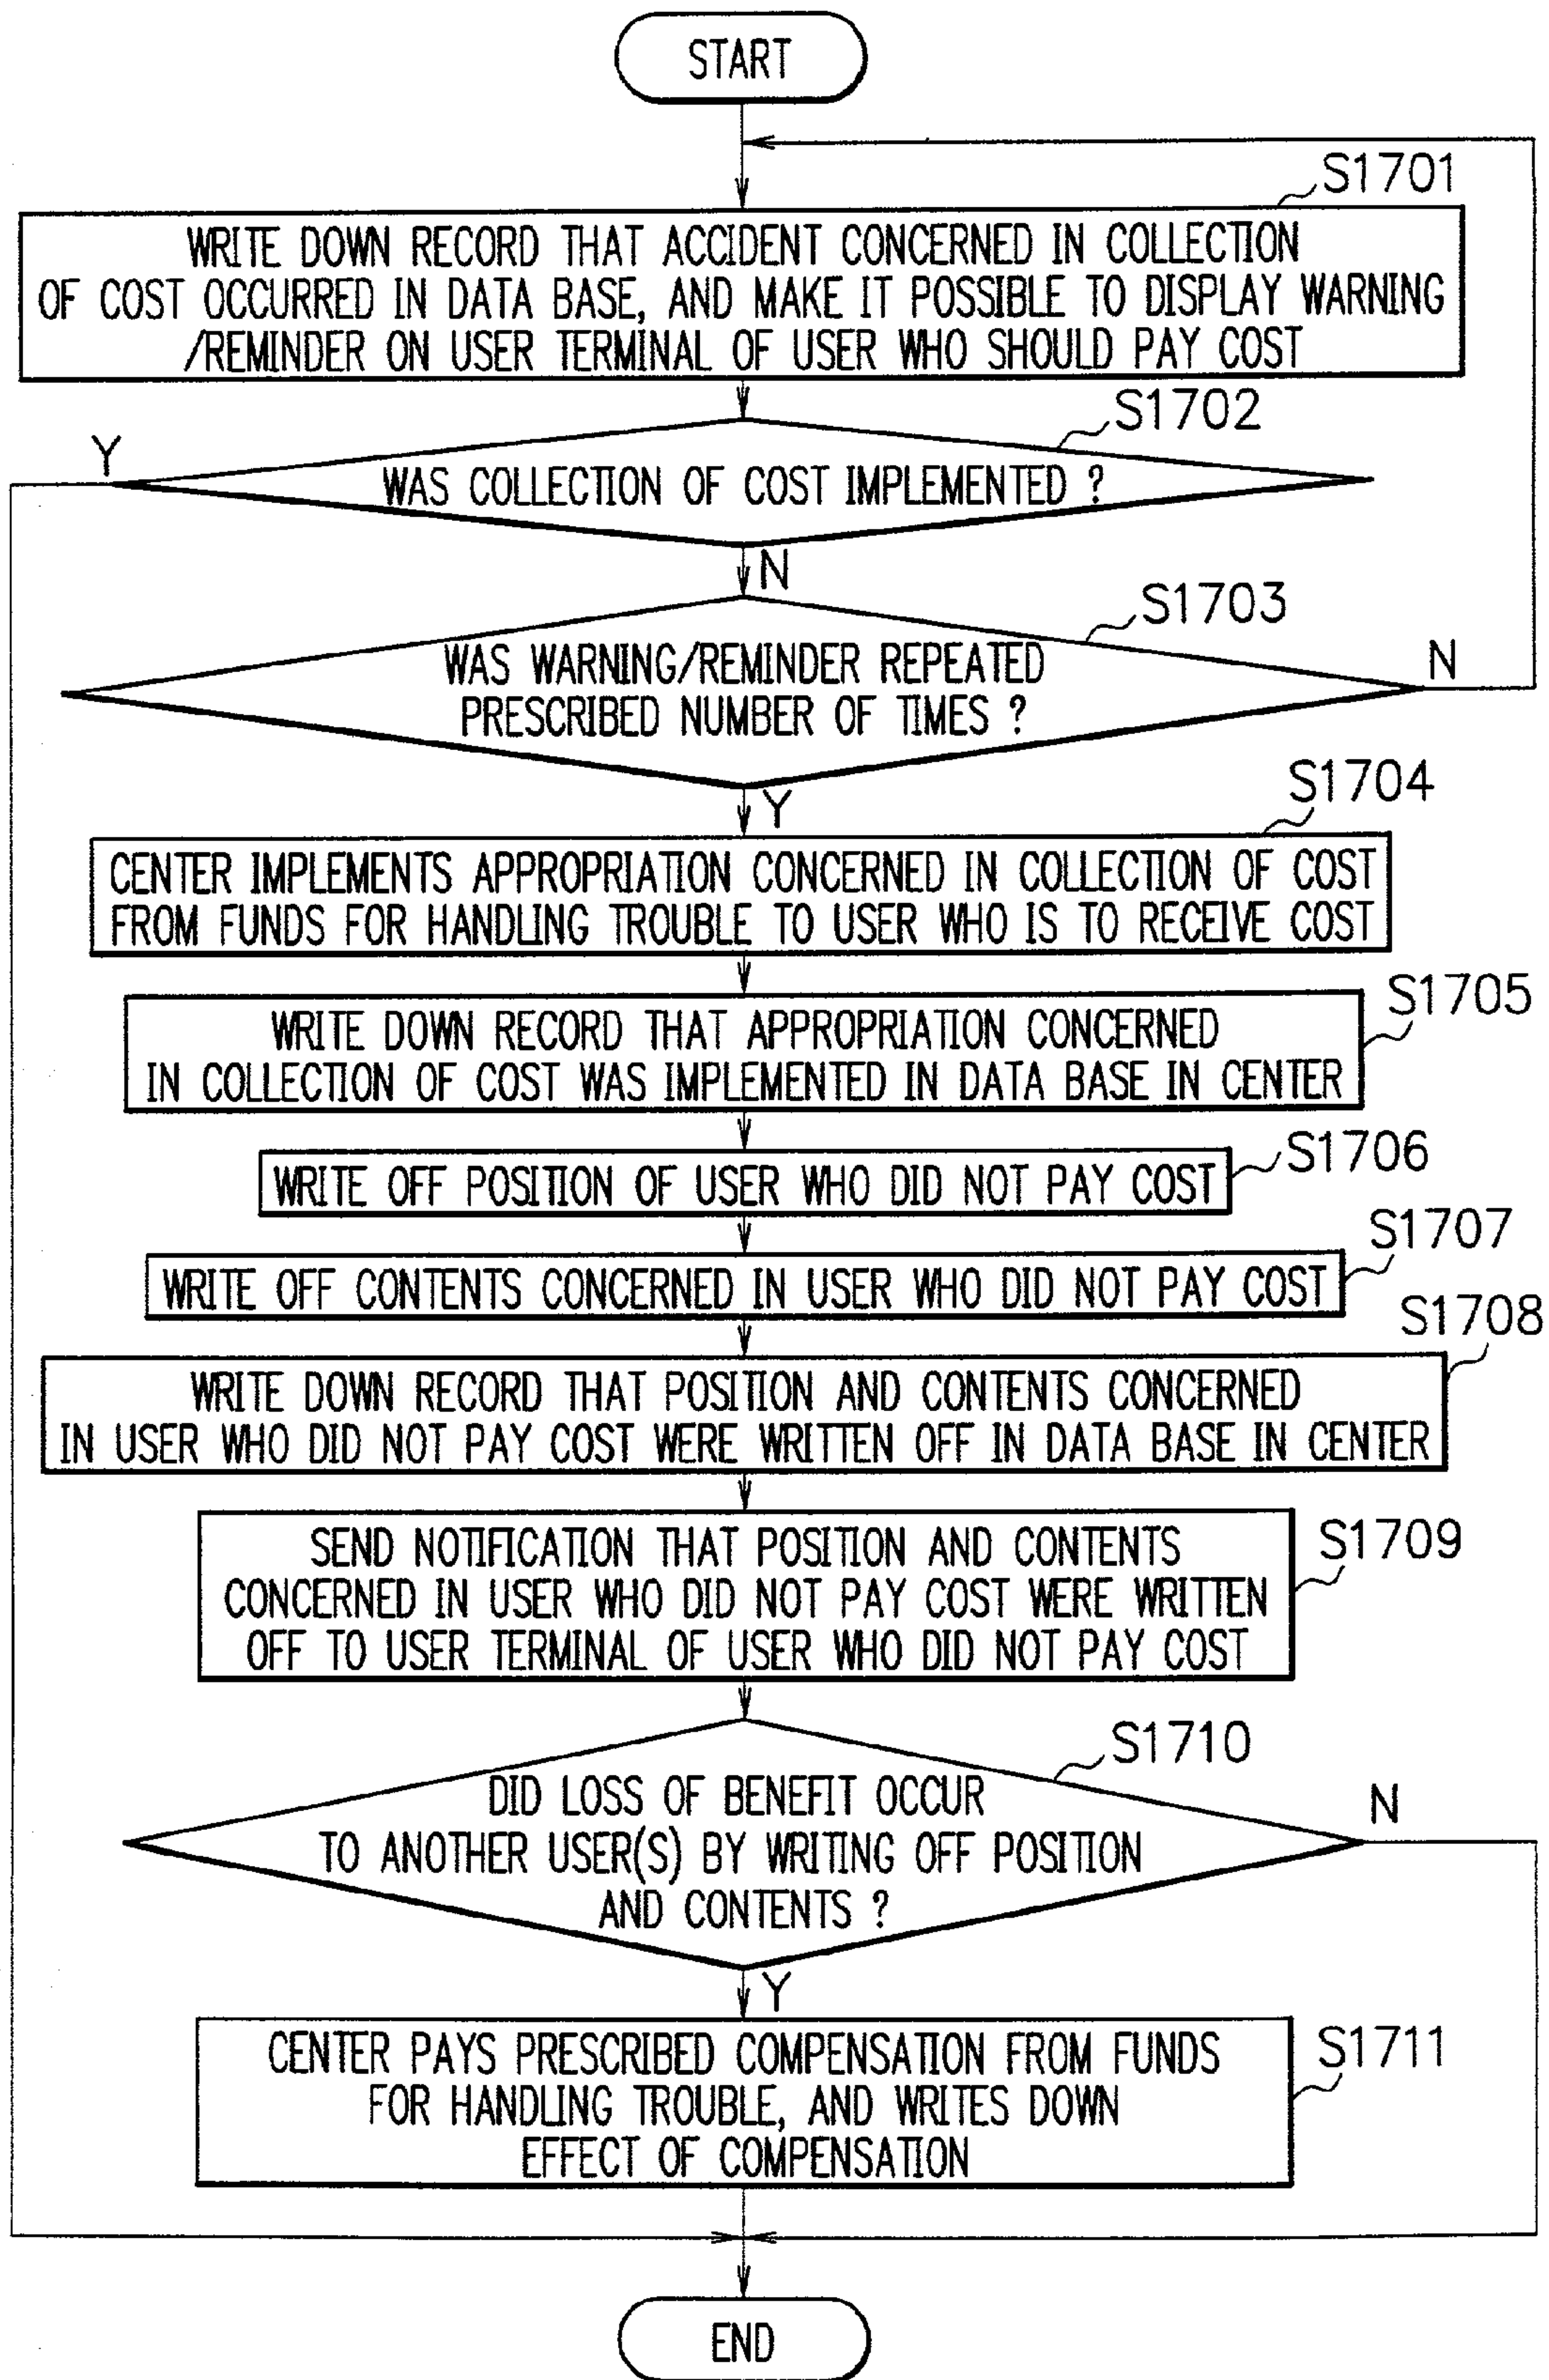 START
S1701
WRITE DOWN RECORD THAT ACCIDENT CONCERNED IN COLLECTION
OF COST OCCURRED IN DATA BASE, AND MAKE IT POSSIBLE TO DISPLAY WARNING
/REMINDER ON USER TERMINAL OF USER WHO SHOULD PAY COST
S1702
Y
WAS COLLECTION OF COST IMPLEMENTED ?
N
S1703
WAS WARNING/REMINDER REPEATED
N
PRESCRIBED NUMBER OF TIMES ?
S1704
Y
CENTER IMPLEMENTS APPROPRIATION CONCERNED IN COLLECTION OF COST
FROM FUNDS FOR HANDLING TROUBLE TO USER WHO IS TO RECEIVE COST
S1705
WRITE DOWN RECORD THAT APPROPRIATION CONCERNED
IN COLLECTION OF COST WAS IMPLEMENTED IN DATA BASE IN CENTER
S1706
WRITE OFF POSITION OF USER WHO DID NOT PAY COST
S1707
WRITE OFF CONTENTS CONCERNED IN USER WHO DID NOT PAY COST
S1708
WRITE DOWN RECORD THAT POSITION AND CONTENTS CONCERNED
IN USER WHO DID NOT PAY COST WERE WRITTEN OFF IN DATA BASE IN CENTER
S1709
SEND NOTIFICATION THAT POSITION AND CONTENTS
CONCERNED IN USER WHO DID NOT PAY COST WERE WRITTEN
OFF TO USER TERMINAL OF USER WHO DID NOT PAY COST
S1710
DID LOSS OF BENEFIT OCCUR
N
TO ANOTHER USER(S) BY WRITING OFF POSITION
AND CONTENTS ?
Y
S1711
CENTER PAYS PRESCRIBED COMPENSATION FROM FUNDS
FOR HANDLING TROUBLE, AND WRITES DOWN
EFFECT OF COMPENSATION
END